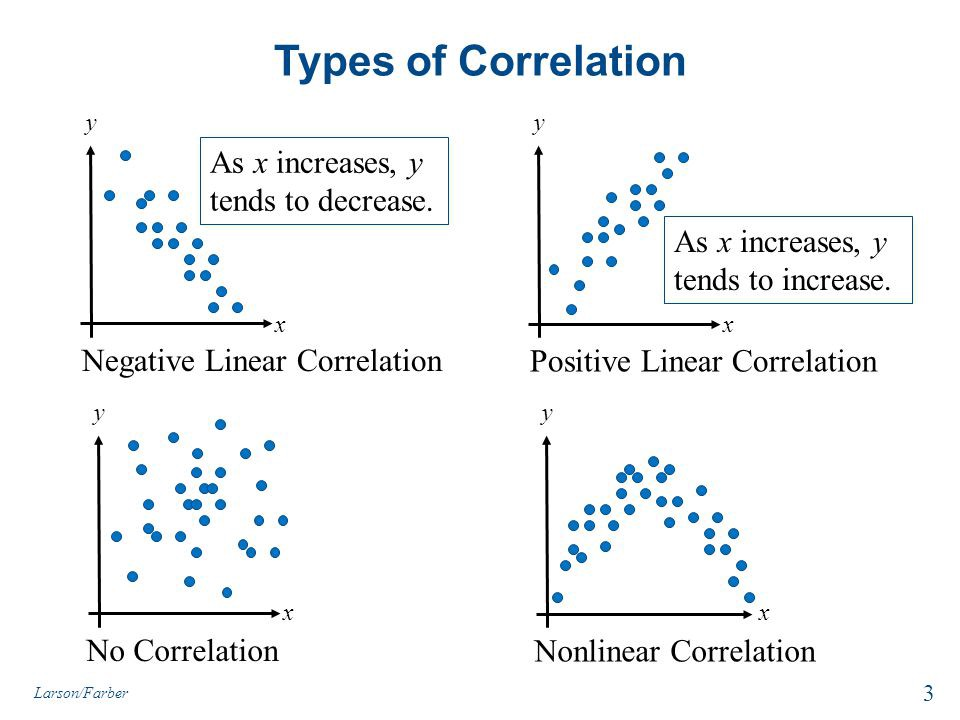 Types of Correlation
y
As x increases, y
tends to decrease.
x
Negative Linear Correlation
y
As x increases, y
tends to increase.
x
Positive Linear Correlation
y
x
No Correlation
y
x
Nonlinear Correlation
Larson/Farber
3